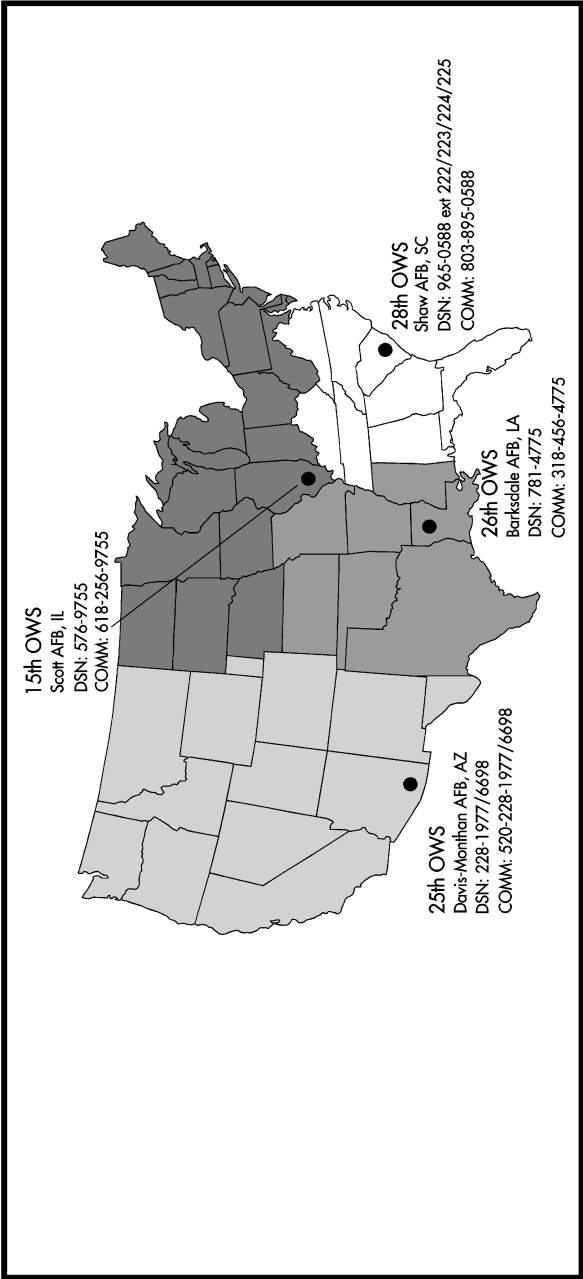 15th OWS
Scott AFB, IL
DSN: 576-9755
COMM: 618-256-9755
28th OWS
Shaw AFB, SC
DSN: 965-0588 ext 222/223/224/225
COMM: 803-895-0588
26th OWS
Barksdale AFB, LA
DSN: 781-4775
COMM: 318-456-4775
25th OWS
Davis-Monthan AFB, AZ
DSN: 228-1977/6698
COMM: 520-228-1977/6698